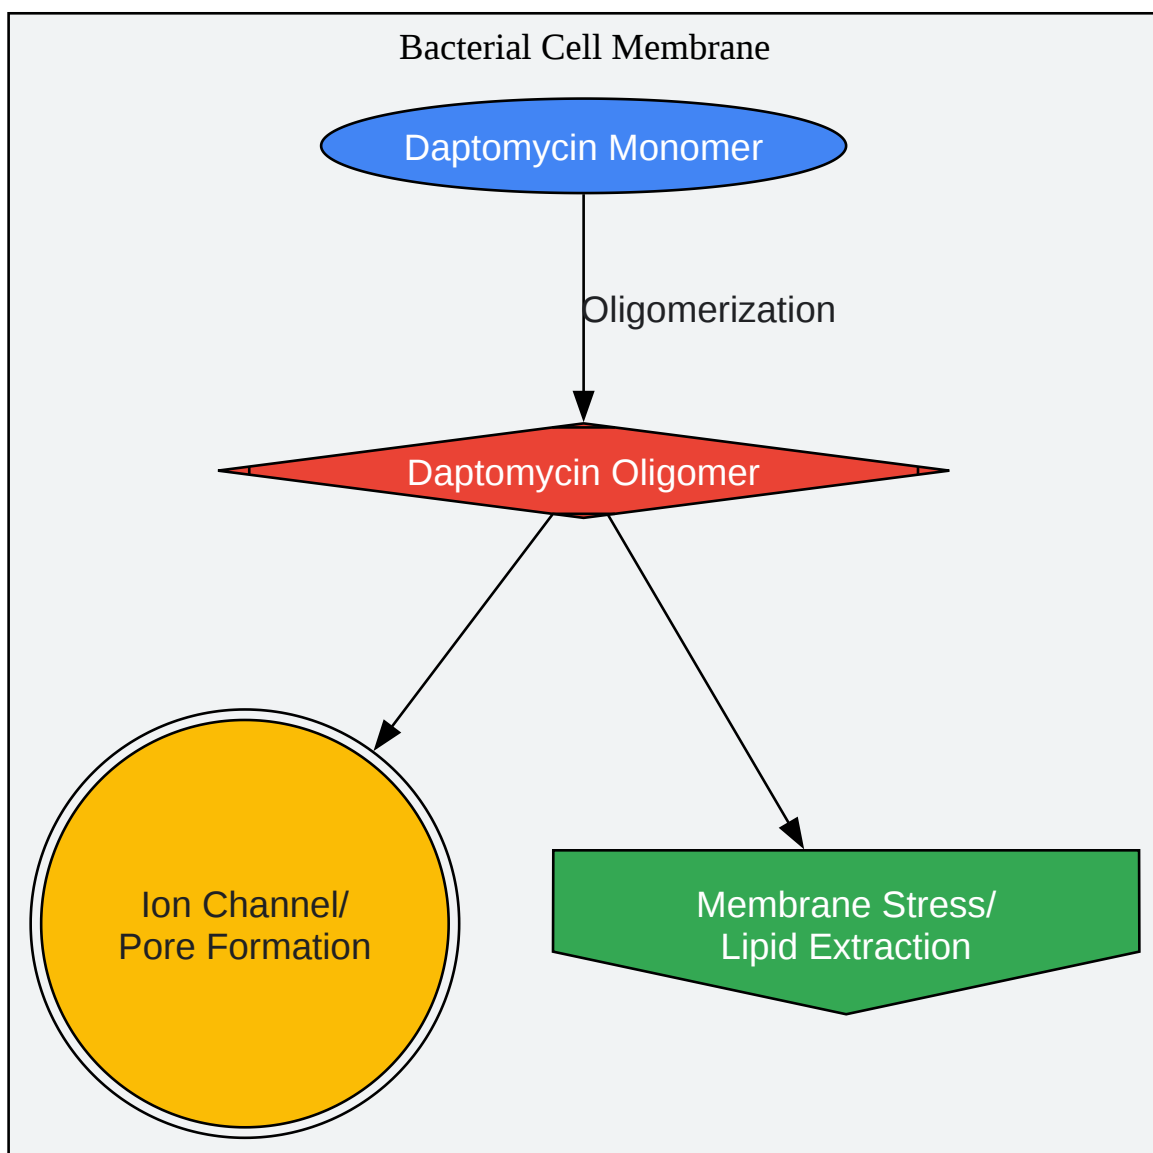 Bacterial Cell Membrane
Daptomycin Monomer
Oligomerization
Daptomycin Oligomer
Ion Channel/
Pore Formation
Membrane Stress/
Lipid Extraction